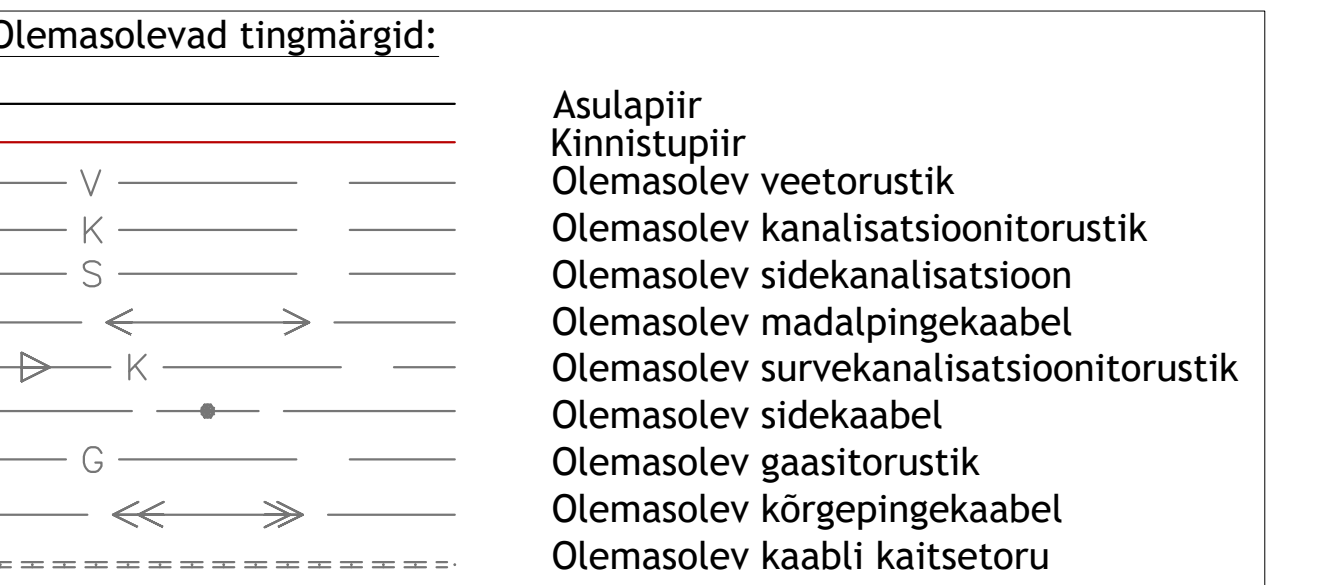 Olemasolevad tingmärgid:
Asulapiir
Kinnistupiir
V Olemasolev veetorustik
K Olemasolev kanalisatsioonitorustik
S Olemasolev sidekanalisatsioon
Olemasolev madalpingekaabel
K Olemasolev survekanalisatsioonitorustik
Olemasolev sidekaabel
G Olemasolev gaasitorustik
Olemasolev kõrgepingekaabel
Olemasolev kaabli kaitsetoru